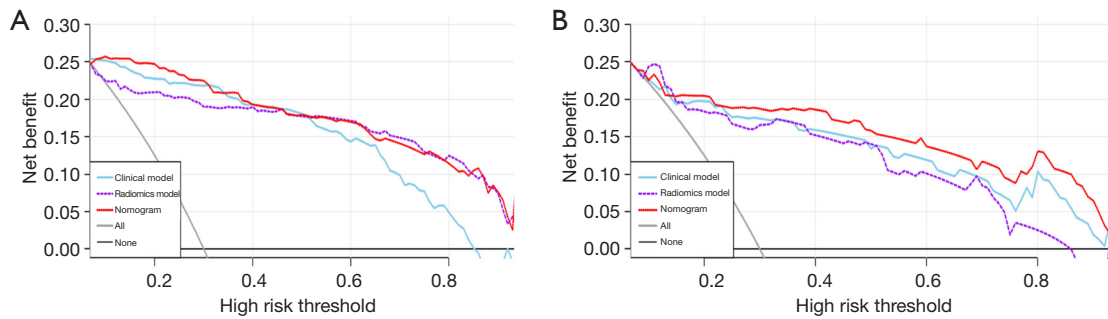 A
Net benefit
0.30
0.25
0.20
0.15
0.10
0.05
0.00
Clinical model
Radiomics model
Nomogram
All
None
0.2 0.4 0.6 0.8
High risk threshold
B
Net benefit
0.30
0.25
0.20
0.15
0.10
0.05
0.00
Clinical model
Radiomics model
Nomogram
All
None
0.2 0.4 0.6 0.8
High risk threshold